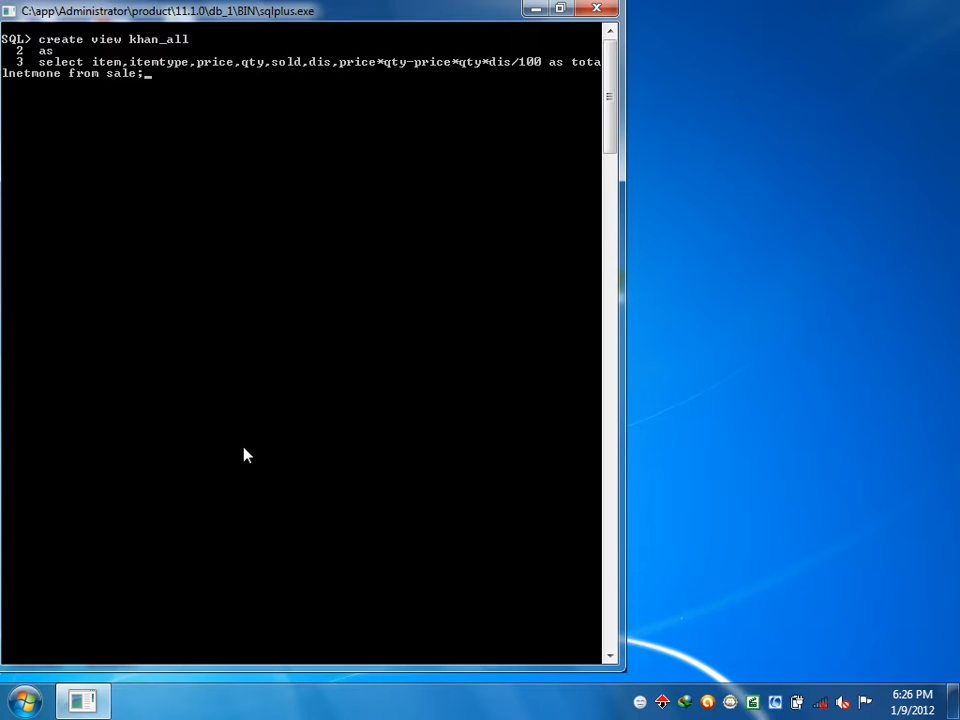 C:\app\Administrator\product\11.1.0\db_1\BIN\sqlplus.exe
SQL> create view khan_all
2 as
3 select item,itemtype,price,qty,sold,dis,price*qty-price*qty*dis/100 as tota
lnetmone from sale;_
6:26 PM
1/9/2012